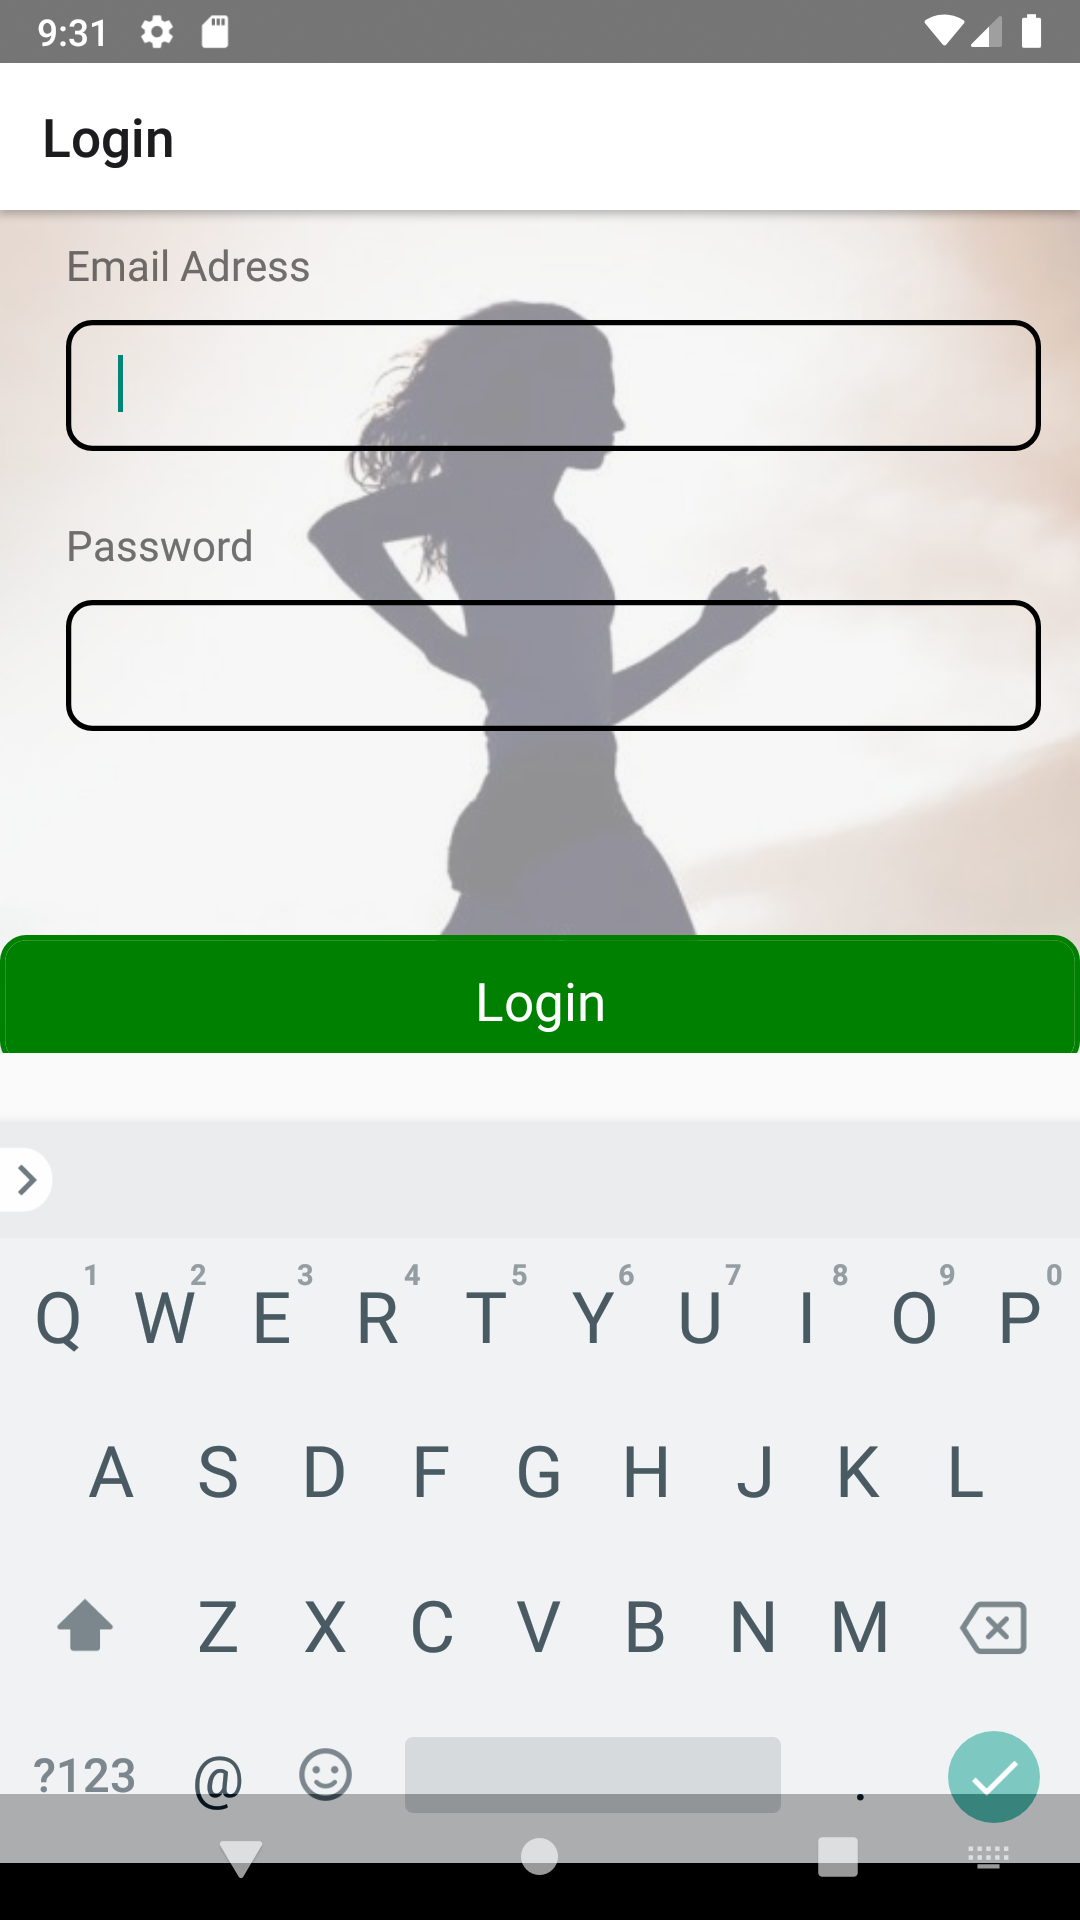 9:31
Login
Email Adress
Password
Login
1 2 3 4 5 6 7 8 9 0
Q W E R T Y U I O P
A S D F G H J K L
Z X C V B N M
?123 @ .